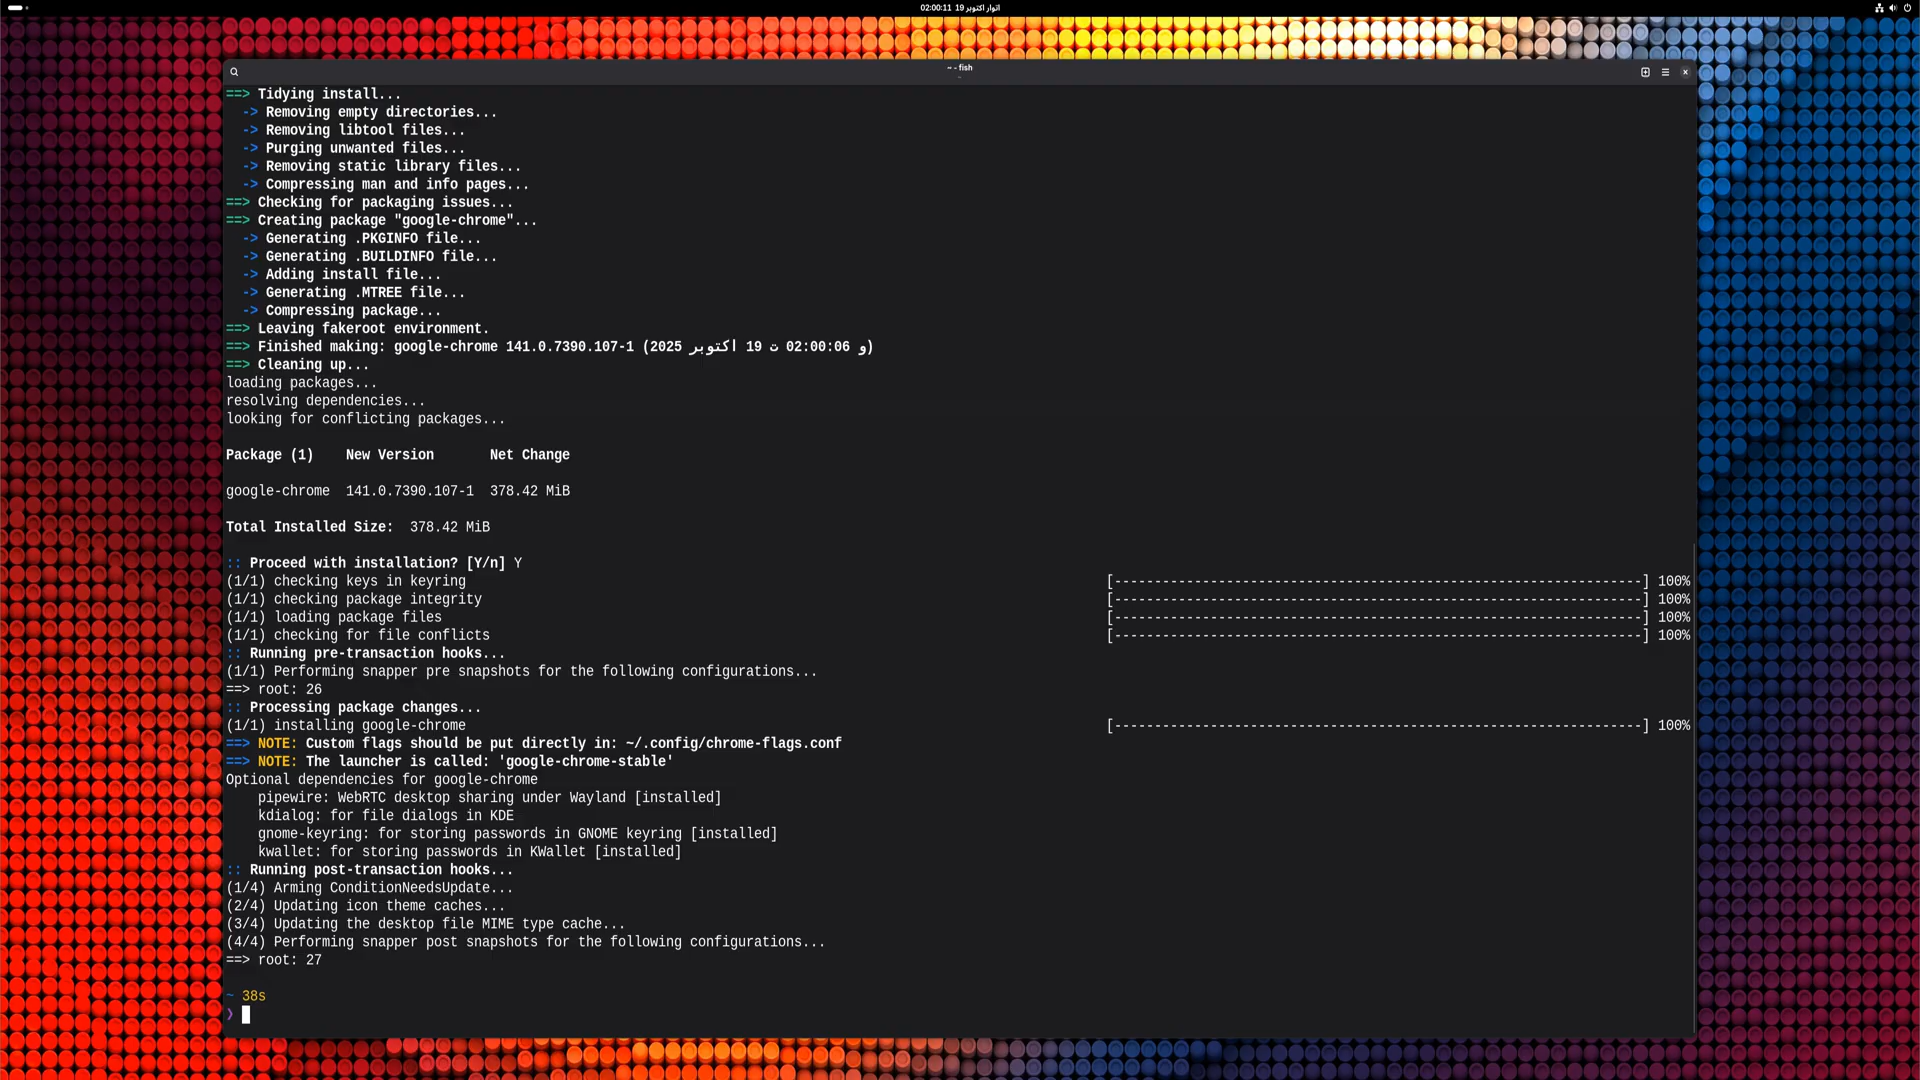 اتوار اکتوبر 19  02:00:11
~ - fish
~
==> Tidying install...
-> Removing empty directories...
-> Removing libtool files...
-> Purging unwanted files...
-> Removing static library files...
-> Compressing man and info pages...
==> Checking for packaging issues...
==> Creating package "google-chrome"...
-> Generating .PKGINFO file...
-> Generating .BUILDINFO file...
-> Adding install file...
-> Generating .MTREE file...
-> Compressing package...
==> Leaving fakeroot environment.
==> Finished making: google-chrome 141.0.7390.107-1 (و 02:00:06 ت 19 اکتوبر 2025)
==> Cleaning up...
loading packages...
resolving dependencies...
looking for conflicting packages...
Package (1)    New Version       Net Change
google-chrome  141.0.7390.107-1  378.42 MiB
Total Installed Size:  378.42 MiB
:: Proceed with installation? [Y/n] Y
(1/1) checking keys in keyring [------------------------------------------------------------------] 100%
(1/1) checking package integrity [------------------------------------------------------------------] 100%
(1/1) loading package files [------------------------------------------------------------------] 100%
(1/1) checking for file conflicts [------------------------------------------------------------------] 100%
:: Running pre-transaction hooks...
(1/1) Performing snapper pre snapshots for the following configurations...
==> root: 26
:: Processing package changes...
(1/1) installing google-chrome [------------------------------------------------------------------] 100%
==> NOTE: Custom flags should be put directly in: ~/.config/chrome-flags.conf
==> NOTE: The launcher is called: 'google-chrome-stable'
Optional dependencies for google-chrome
pipewire: WebRTC desktop sharing under Wayland [installed]
kdialog: for file dialogs in KDE
gnome-keyring: for storing passwords in GNOME keyring [installed]
kwallet: for storing passwords in KWallet [installed]
:: Running post-transaction hooks...
(1/4) Arming ConditionNeedsUpdate...
(2/4) Updating icon theme caches...
(3/4) Updating the desktop file MIME type cache...
(4/4) Performing snapper post snapshots for the following configurations...
==> root: 27
~ 38s
❯